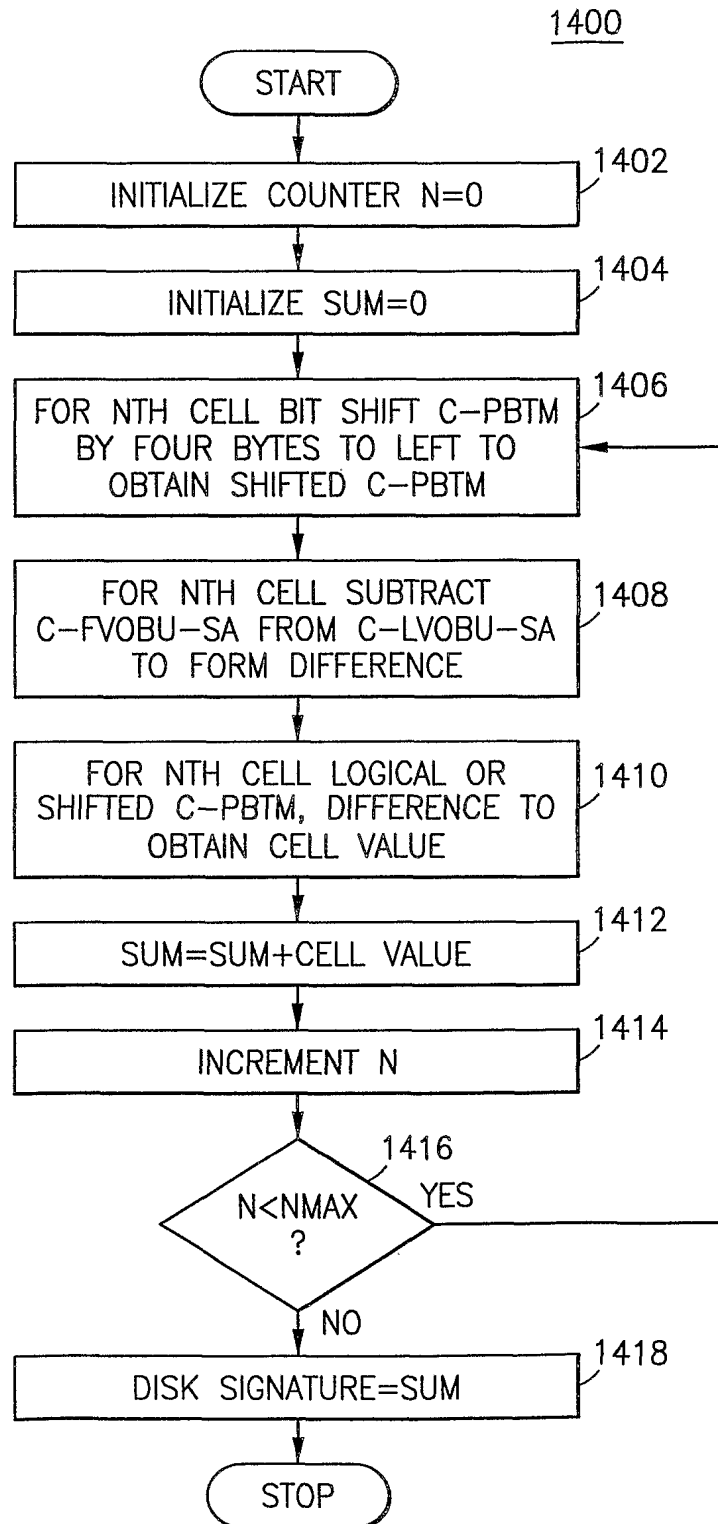 1400
START
1402
INITIALIZE COUNTER N=0
1404
INITIALIZE SUM=0
1406
FOR NTH CELL BIT SHIFT C-PBTM
BY FOUR BYTES TO LEFT TO
OBTAIN SHIFTED C-PBTM
1408
FOR NTH CELL SUBTRACT
C-FVOBU-SA FROM C-LVOBU-SA
TO FORM DIFFERENCE
1410
FOR NTH CELL LOGICAL OR
SHIFTED C-PBTM, DIFFERENCE TO
OBTAIN CELL VALUE
1412
SUM=SUM+CELL VALUE
1414
INCREMENT N
1416
N<NMAX
?
YES
NO
1418
DISK SIGNATURE=SUM
STOP